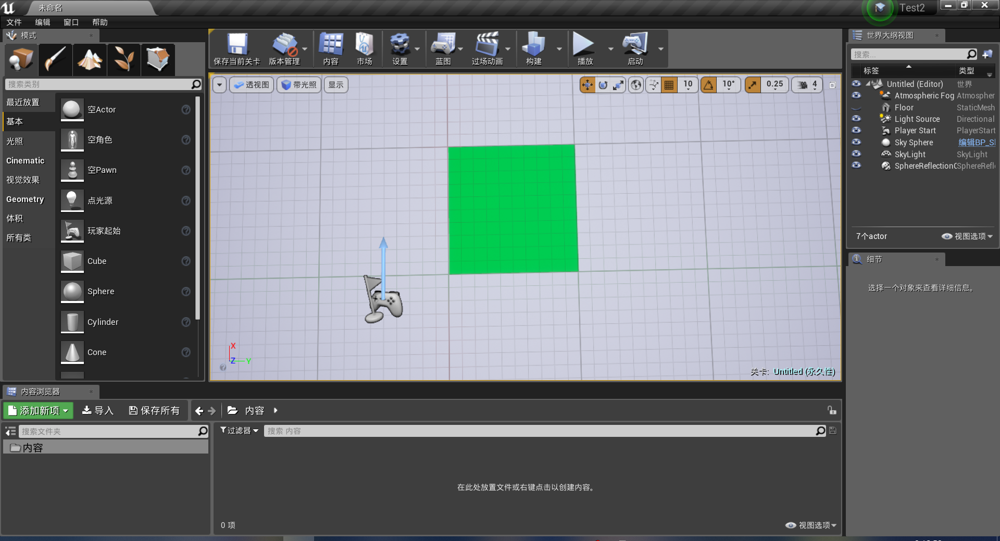 未命名
Test2
文件 编辑 窗口 帮助
模式
搜索类别
最近放置
基本
光照
Cinematic
视觉效果
Geometry
体积
所有类
空Actor
空角色
空Pawn
点光源
玩家起始
Cube
Sphere
Cylinder
Cone
保存当前关卡 版本管理 内容 市场 设置 蓝图 过场动画 构建 播放 启动
透视图 带光照 显示
10 10° 0.25 4
X
Z Y
关卡: Untitled (永久性)
世界大纲视图
搜索...
标签 类型
Untitled (Editor) 世界
Atmospheric Fog Atmospher
Floor StaticMesh
Light Source Directional
Player Start PlayerStart
Sky Sphere 编辑BP_Sl
SkyLight SkyLight
SphereReflectionC SphereRefle
7个actor 视图选项
细节
选择一个对象来查看详细信息。
内容浏览器
添加新项 导入 保存所有 内容
搜索文件夹
内容
过滤器 搜索 内容
在此处放置文件或右键点击以创建内容。
0 项 视图选项